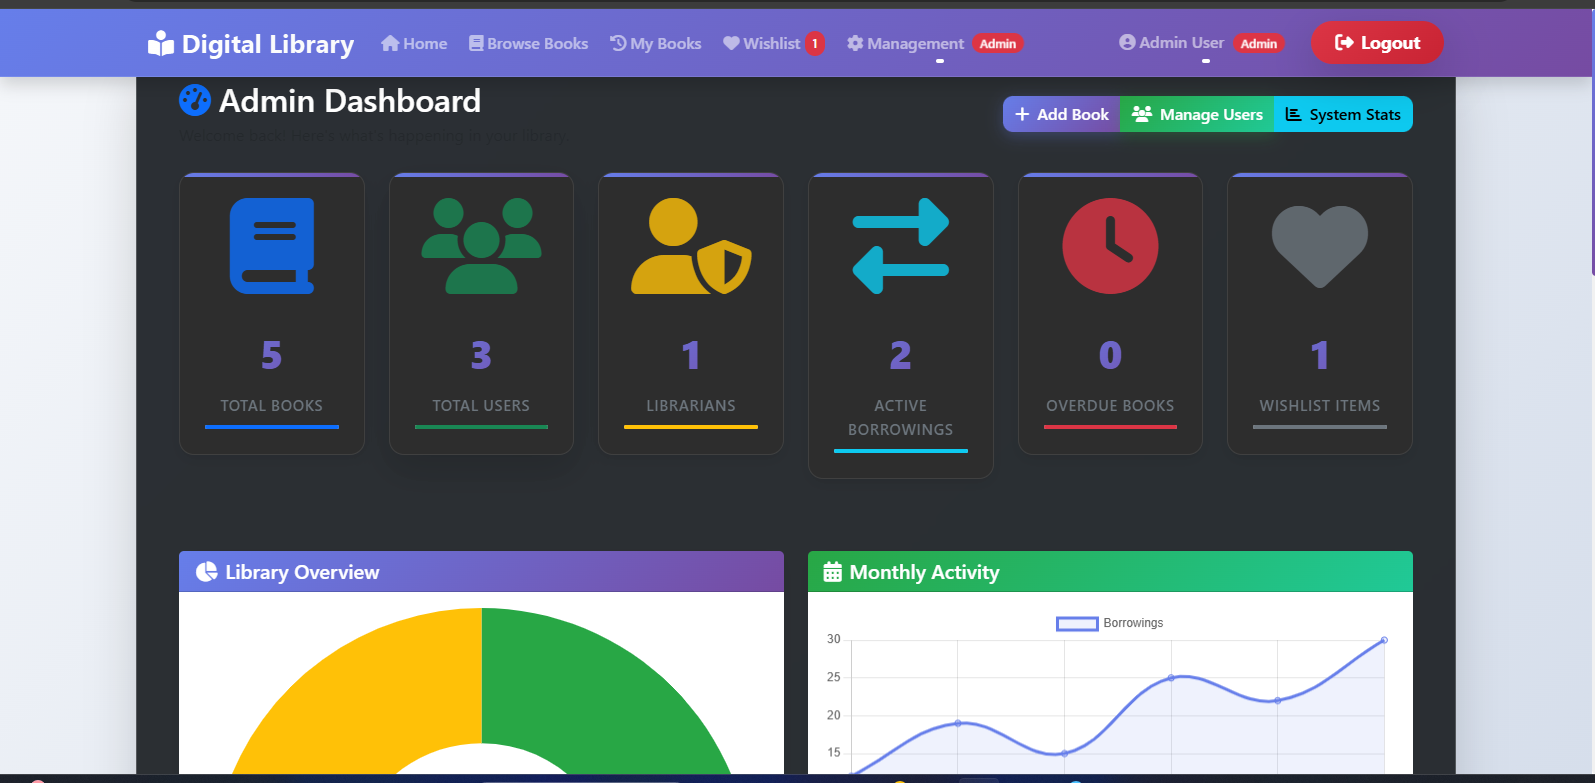 Digital Library
Home
Browse Books
My Books
Wishlist 1
Management Admin
Admin User Admin
Logout
Admin Dashboard
Welcome back! Here's what's happening in your library.
Add Book
Manage Users
System Stats
5
TOTAL BOOKS
3
TOTAL USERS
1
LIBRARIANS
2
ACTIVE
BORROWINGS
0
OVERDUE BOOKS
1
WISHLIST ITEMS
Library Overview
Monthly Activity
Borrowings
30
25
20
15